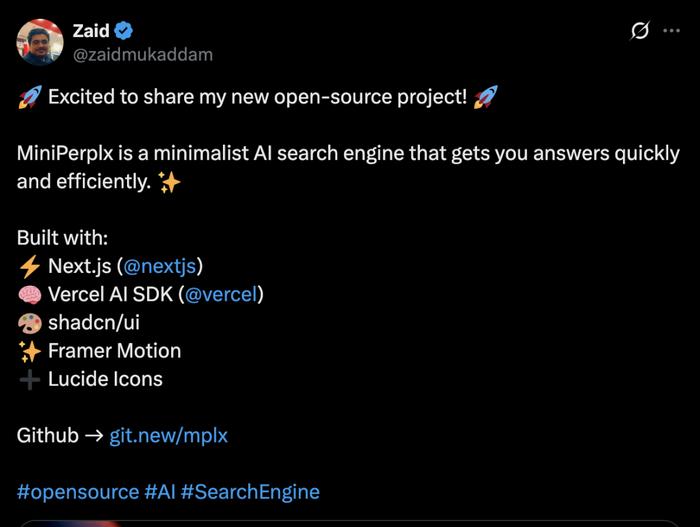 Zaid
@zaidmukaddam
🚀 Excited to share my new open-source project! 🚀
MiniPerplx is a minimalist AI search engine that gets you answers quickly
and efficiently. ✨
Built with:
⚡ Next.js (@nextjs)
🧠 Vercel AI SDK (@vercel)
🎨 shadcn/ui
✨ Framer Motion
➕ Lucide Icons
Github → git.new/mplx
#opensource #AI #SearchEngine